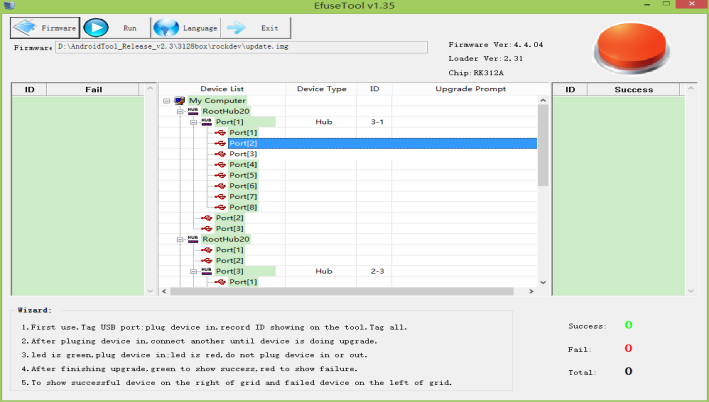 EfuseTool v1.35
Firmware Run Language Exit
Firmware: D:\AndroidTool_Release_v2.3\3128box\rockdev\update.img
Firmware Ver:4.4.04
Loader Ver:2.31
Chip:RK312A
ID Fail
Device List Device Type ID Upgrade Prompt
ID Success
My Computer
HUB RootHub20
HUB Port[1] Hub 3-1
Port[1]
Port[2]
Port[3]
Port[4]
Port[5]
Port[6]
Port[7]
Port[8]
Port[2]
Port[3]
HUB RootHub20
Port[1]
Port[2]
HUB Port[3] Hub 2-3
Port[1]
Wizard:
1.First use,Tag USB port:plug device in,record ID showing on the tool.Tag all.
2.After pluging device in,connect another until device is doing upgrade.
3.led is green,plug device in;led is red,do not plug device in or out.
4.After finishing upgrade,green to show success,red to show failure.
5.To show successful device on the right of grid and failed device on the left of grid.
Success: 0
Fail: 0
Total: 0